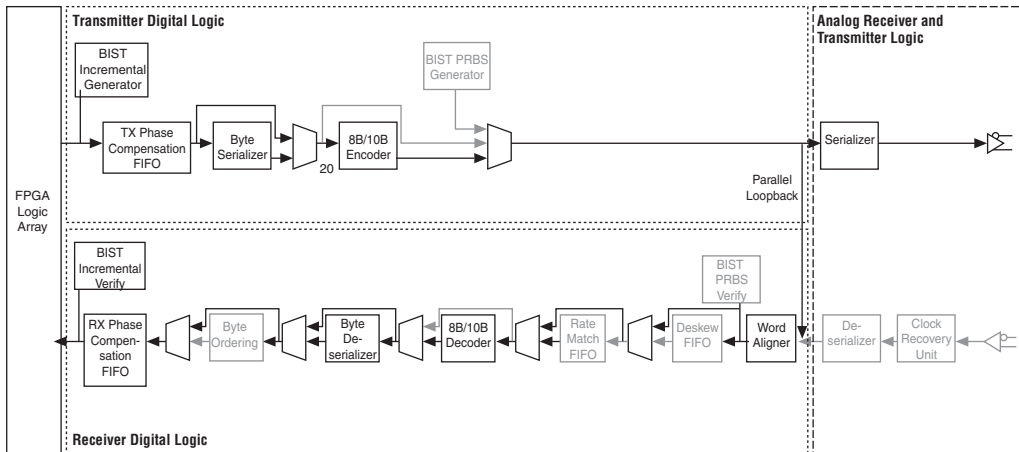 Transmitter Digital Logic
Analog Receiver and
Transmitter Logic
BIST
Incremental
Generator
BIST PRBS
Generator
TX Phase
Compensation
FIFO
Byte
Serializer
20
8B/10B
Encoder
Serializer
Parallel
Loopback
FPGA
Logic
Array
BIST
Incremental
Verify
BIST
PRBS
Verify
RX Phase
Compen-
sation
FIFO
Byte
Ordering
Byte
De-
serializer
8B/10B
Decoder
Rate
Match
FIFO
Deskew
FIFO
Word
Aligner
De-
serializer
Clock
Recovery
Unit
Receiver Digital Logic